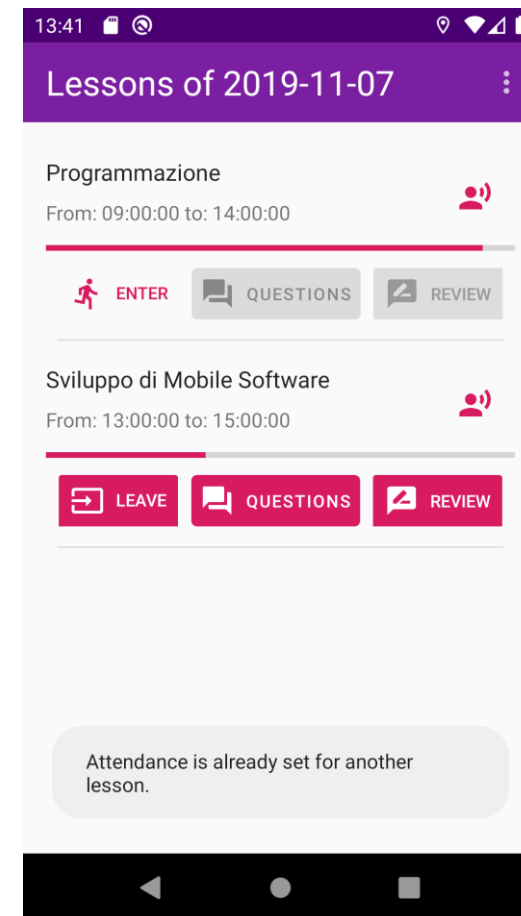 13:41
Lessons of 2019-11-07
Programmazione
From: 09:00:00 to: 14:00:00
ENTER QUESTIONS REVIEW
Sviluppo di Mobile Software
From: 13:00:00 to: 15:00:00
LEAVE QUESTIONS REVIEW
Attendance is already set for another
lesson.